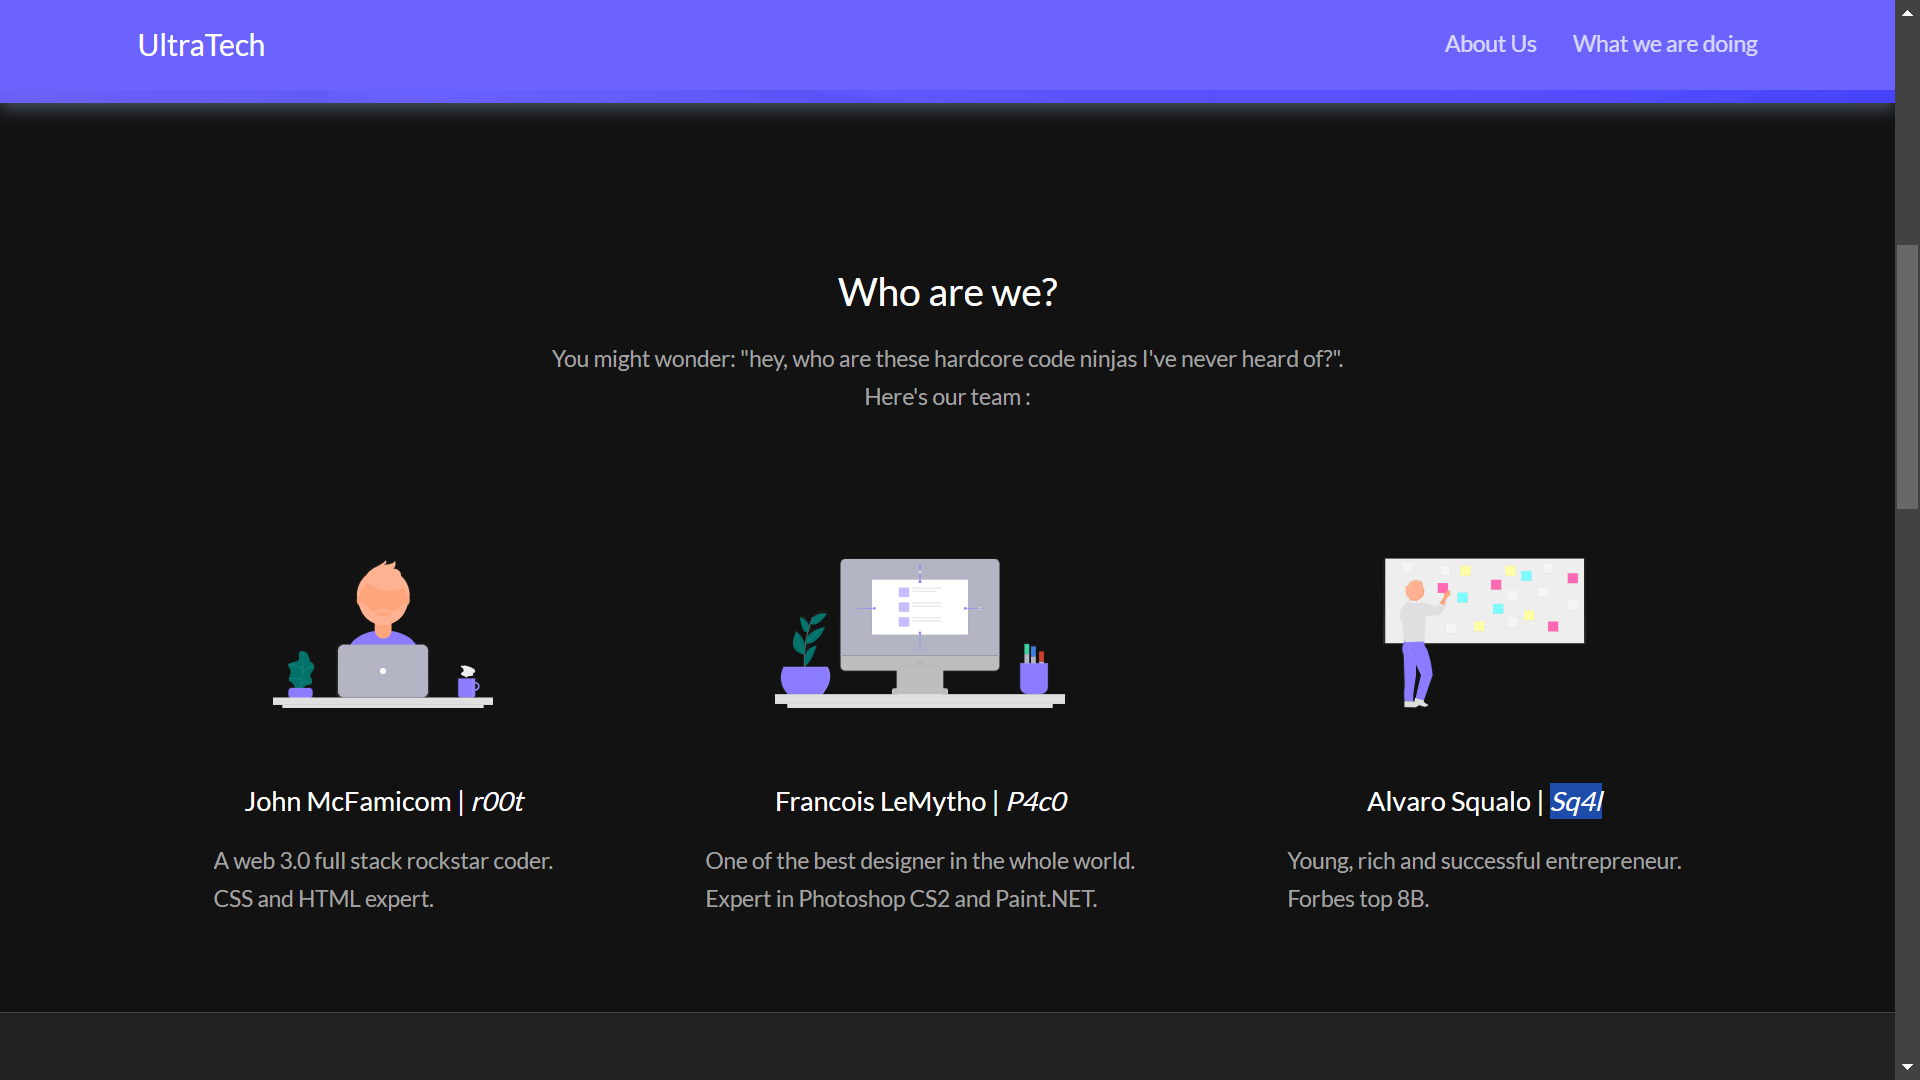 UltraTech
About Us
What we are doing
Who are we?
You might wonder: "hey, who are these hardcore code ninjas I've never heard of?".
Here's our team :
John McFamicom | r00t
A web 3.0 full stack rockstar coder.
CSS and HTML expert.
Francois LeMytho | P4c0
One of the best designer in the whole world.
Expert in Photoshop CS2 and Paint.NET.
Alvaro Squalo | Sq4l
Young, rich and successful entrepreneur.
Forbes top 8B.